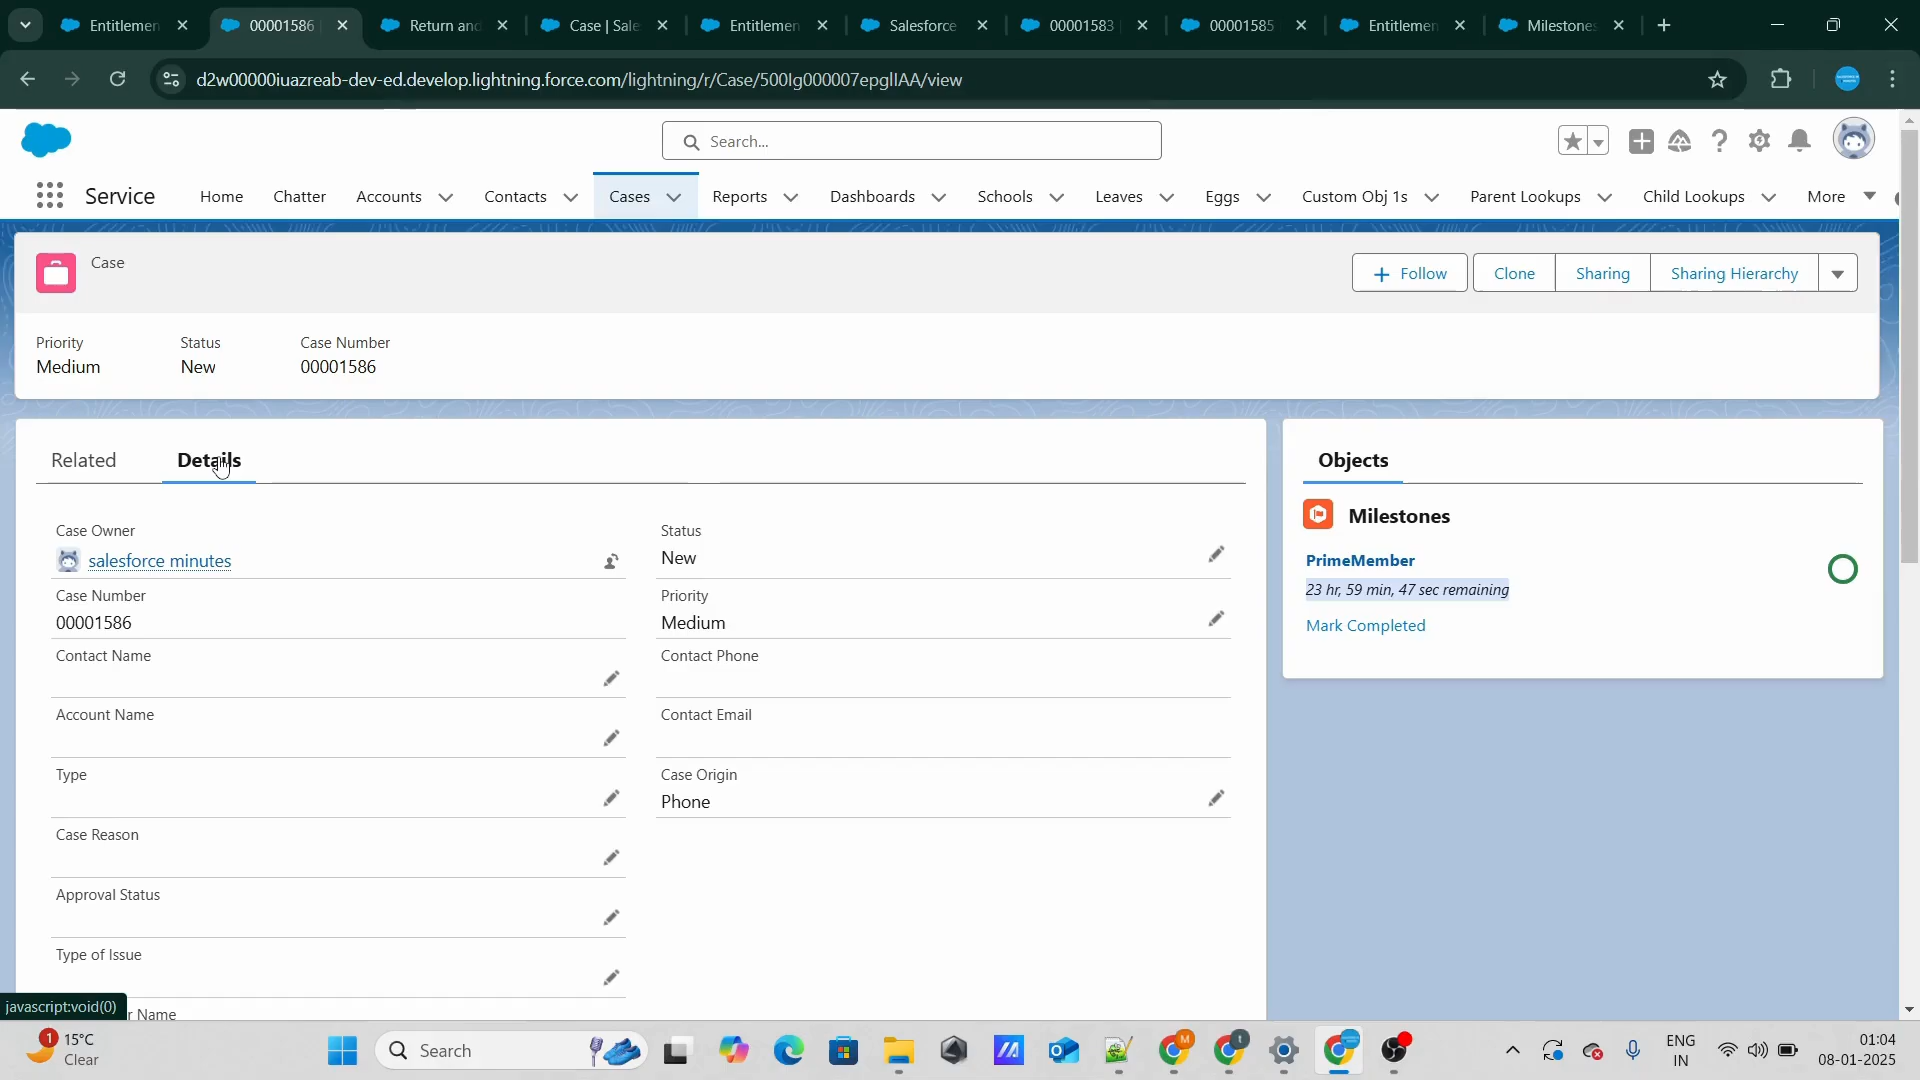 Entitlemen
00001586
Return and
Case | Sale
Entitlemen
Salesforce
00001583
00001585
Entitlemen
Milestones
d2w00000iuazreab-dev-ed.develop.lightning.force.com/lightning/r/Case/500Ig000007epglIAA/view
Search...
Service
Home
Chatter
Accounts
Contacts
Cases
Reports
Dashboards
Schools
Leaves
Eggs
Custom Obj 1s
Parent Lookups
Child Lookups
More
Case
Follow
Clone
Sharing
Sharing Hierarchy
Priority
Medium
Status
New
Case Number
00001586
Related
Details
Case Owner
salesforce minutes
Status
New
Case Number
00001586
Priority
Medium
Contact Name
Contact Phone
Account Name
Contact Email
Type
Case Origin
Phone
Case Reason
Approval Status
Type of Issue
r Name
Objects
Milestones
PrimeMember
23 hr, 59 min, 47 sec remaining
Mark Completed
javascript:void(0)
1
15°C
Clear
Search
M
t
ENG
IN
01:04
08-01-2025